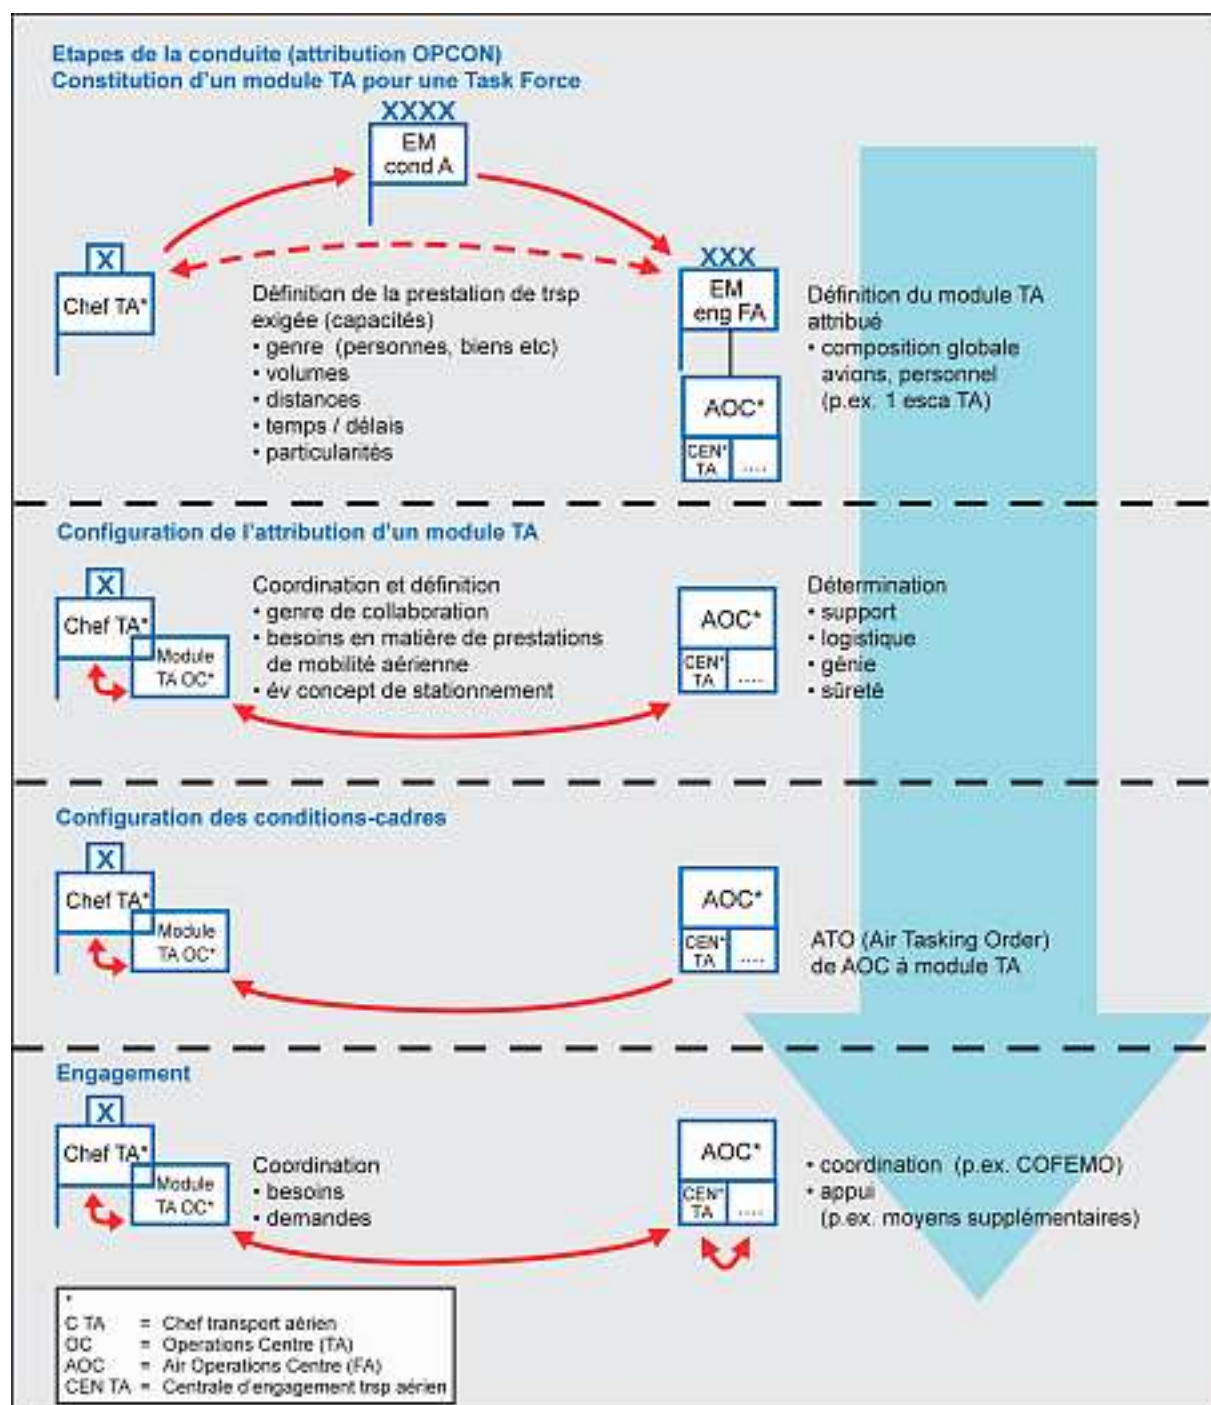 Etapes de la conduite (attribution OPCON)
Constitution d'un module TA pour une Task Force
XXXX
EM
cond A
X
Chef TA*
Définition de la prestation de trsp
exigée (capacités)
• genre (personnes, biens etc)
• volumes
• distances
• temps / délais
• particularités
XXX
EM
eng FA
AOC*
CEN*
TA
....
Définition du module TA
attribué
• composition globale
avions, personnel
(p.ex. 1 esca TA)
Configuration de l'attribution d'un module TA
X
Chef TA*
Module
TA OC*
Coordination et définition
• genre de collaboration
• besoins en matière de prestations
de mobilité aérienne
• év concept de stationnement
AOC*
CEN*
TA
....
Détermination
• support
• logistique
• génie
• sûreté
Configuration des conditions-cadres
X
Chef TA*
Module
TA OC*
AOC*
CEN*
TA
....
ATO (Air Tasking Order)
de AOC à module TA
Engagement
X
Chef TA*
Module
TA OC*
Coordination
• besoins
• demandes
AOC*
CEN*
TA
....
• coordination (p.ex. COFEMO)
• appui
(p.ex. moyens supplémentaires)
*
C TA = Chef transport aérien
OC = Operations Centre (TA)
AOC = Air Operations Centre (FA)
CEN TA = Centrale d'engagement trsp aérien